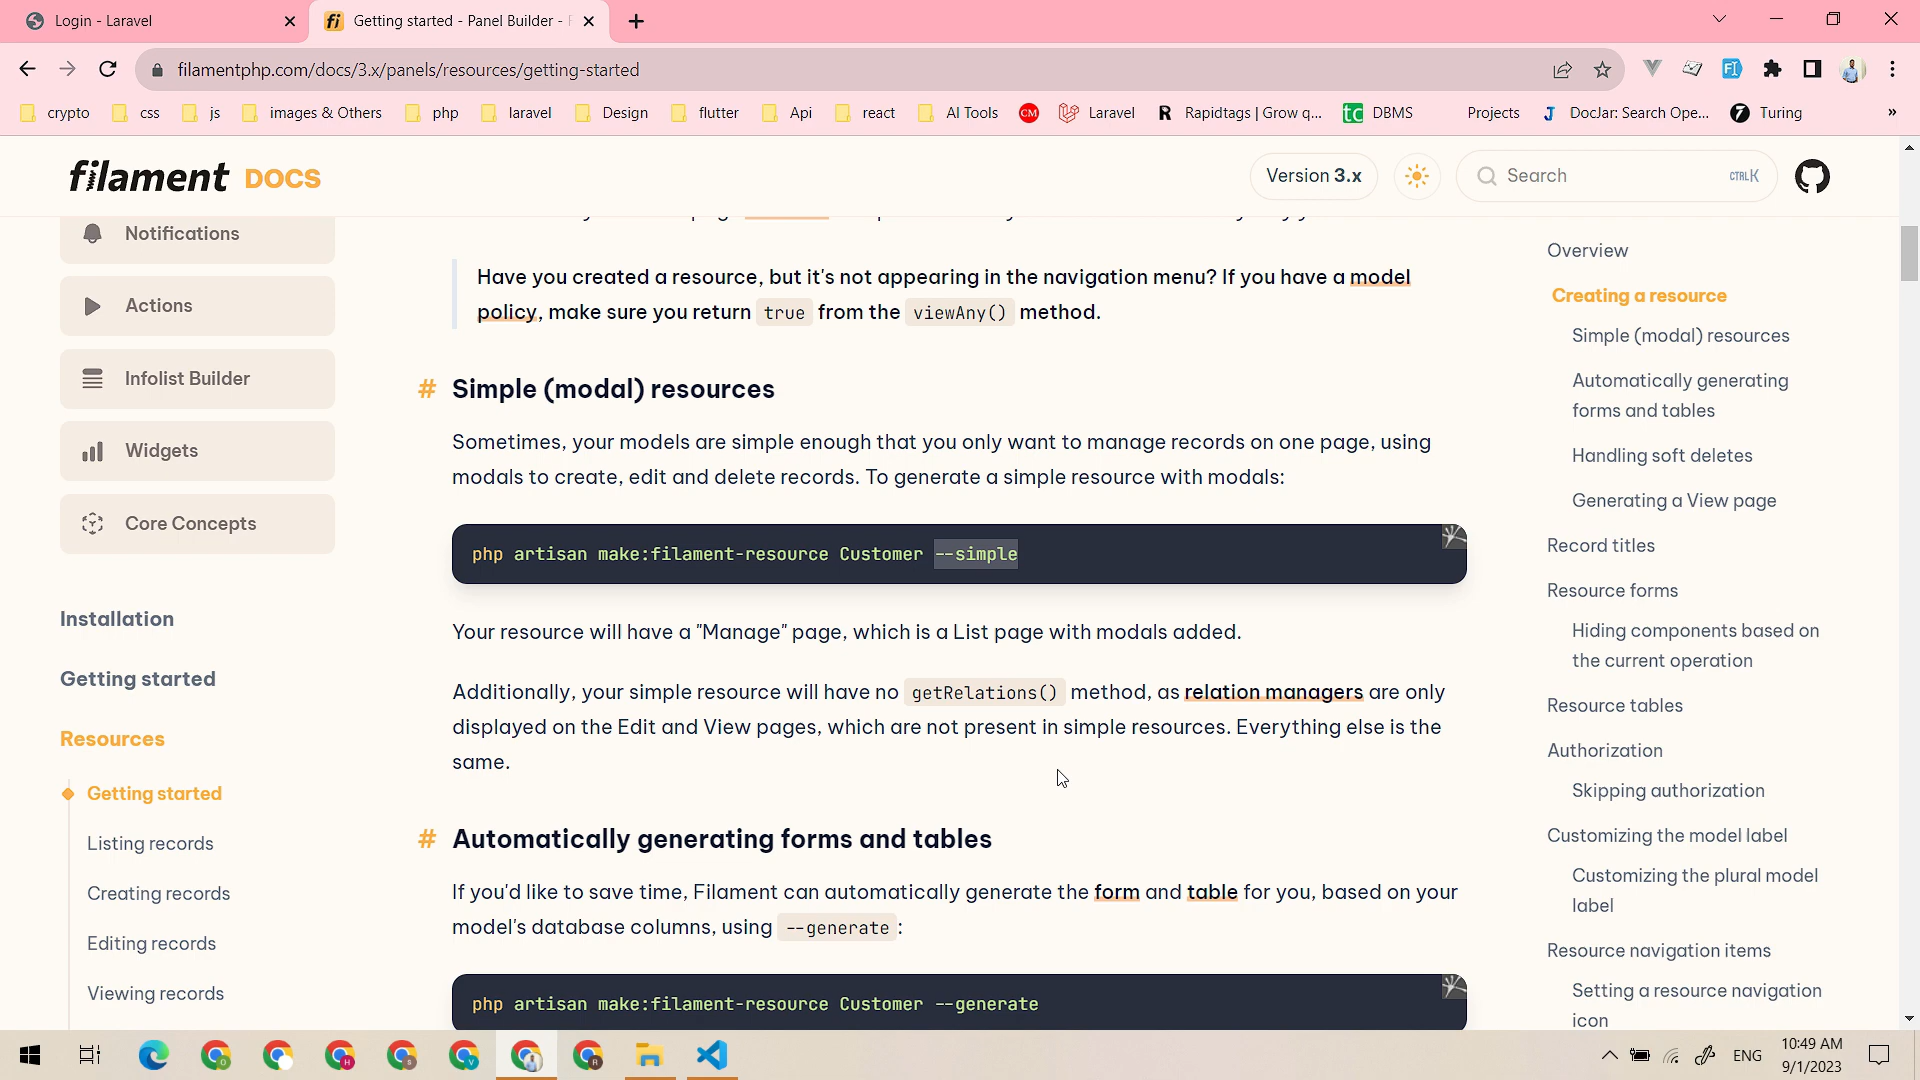 Login - Laravel
Getting started - Panel Builder - F
filamentphp.com/docs/3.x/panels/resources/getting-started
crypto css js images & Others php laravel Design flutter Api react AI Tools CM Laravel R Rapidtags | Grow q... tc DBMS Projects J DocJar: Search Ope... 7 Turing »
filament DOCS
Version 3.x
Search
CTRL K
Notifications
Actions
Infolist Builder
Widgets
Core Concepts
Installation
Getting started
Resources
Getting started
Listing records
Creating records
Editing records
Viewing records
Have you created a resource, but it's not appearing in the navigation menu? If you have a model
policy, make sure you return true from the viewAny() method.
# Simple (modal) resources
Sometimes, your models are simple enough that you only want to manage records on one page, using
modals to create, edit and delete records. To generate a simple resource with modals:
php artisan make:filament-resource Customer --simple
Your resource will have a "Manage" page, which is a List page with modals added.
Additionally, your simple resource will have no getRelations() method, as relation managers are only
displayed on the Edit and View pages, which are not present in simple resources. Everything else is the
same.
# Automatically generating forms and tables
If you'd like to save time, Filament can automatically generate the form and table for you, based on your
model's database columns, using --generate :
php artisan make:filament-resource Customer --generate
Overview
Creating a resource
Simple (modal) resources
Automatically generating
forms and tables
Handling soft deletes
Generating a View page
Record titles
Resource forms
Hiding components based on
the current operation
Resource tables
Authorization
Skipping authorization
Customizing the model label
Customizing the plural model
label
Resource navigation items
Setting a resource navigation
icon
ENG
10:49 AM
9/1/2023